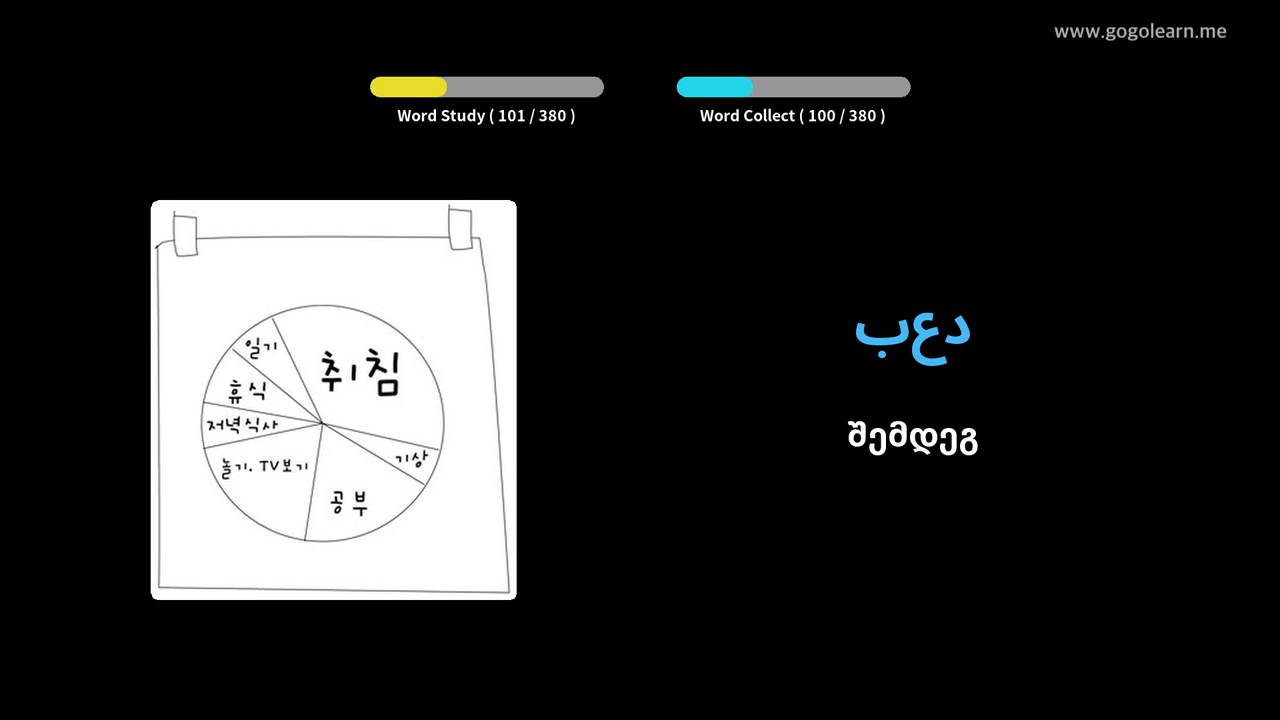 www.gogolearn.me
Word Study ( 101 / 380 )
Word Collect ( 100 / 380 )
일기
취침
휴식
저녁식사
기상
놀기. TV보기
공부
دعب
შემდეგ